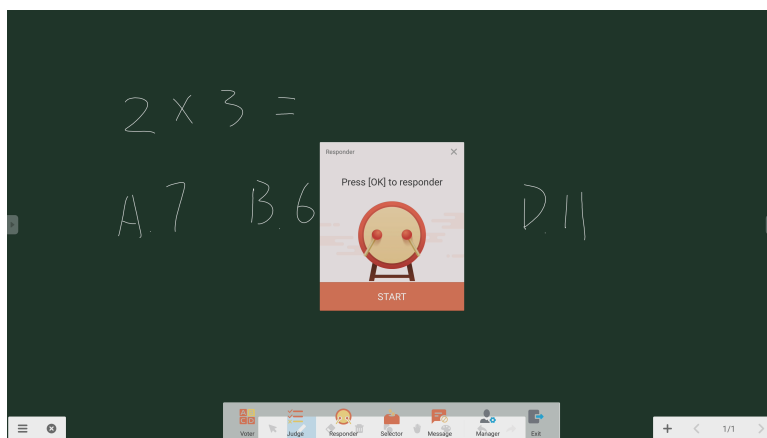 2 × 3 =
Responder
Press [OK] to responder
A.7 B.6 D.11
START
Voter Judge Responder Selector Message Manager Exit
1/1